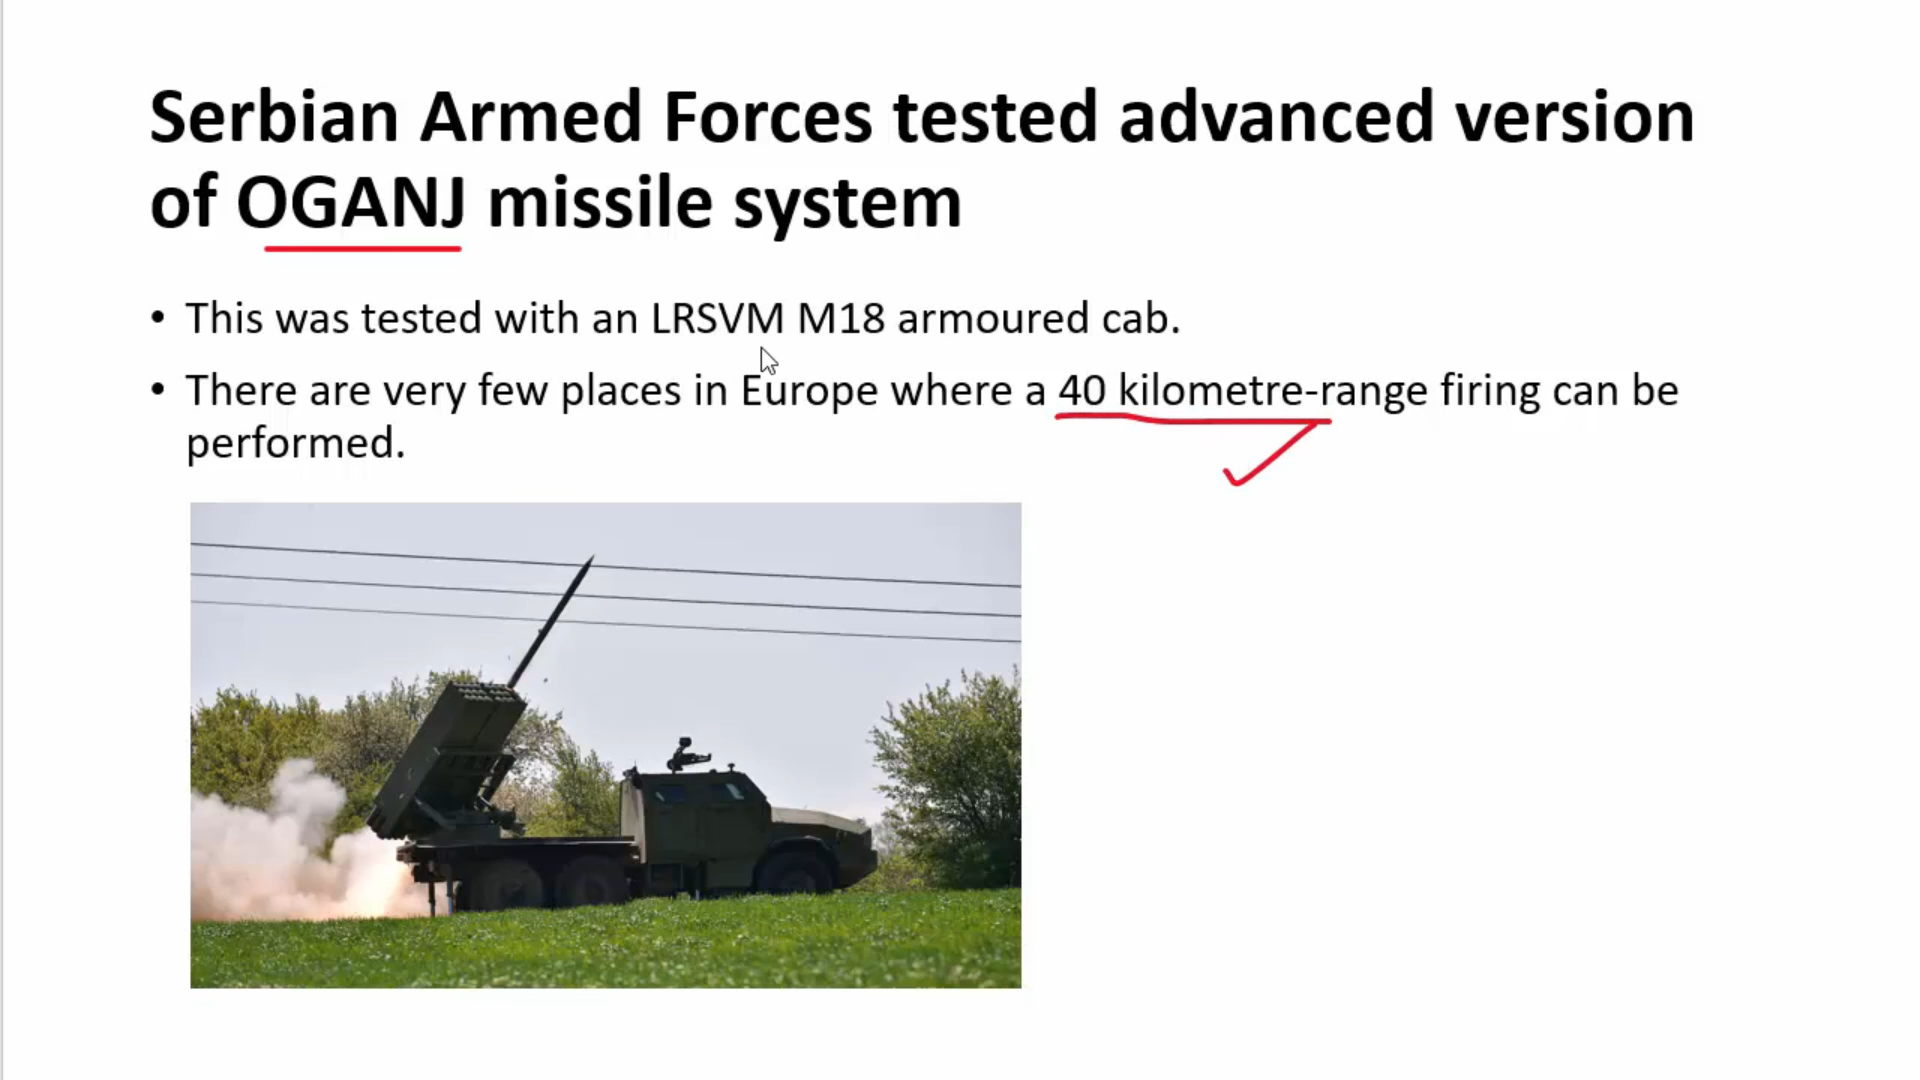 Serbian Armed Forces tested advanced version
of OGANJ missile system
• This was tested with an LRSVM M18 armoured cab.
• There are very few places in Europe where a 40 kilometre-range firing can be
performed.